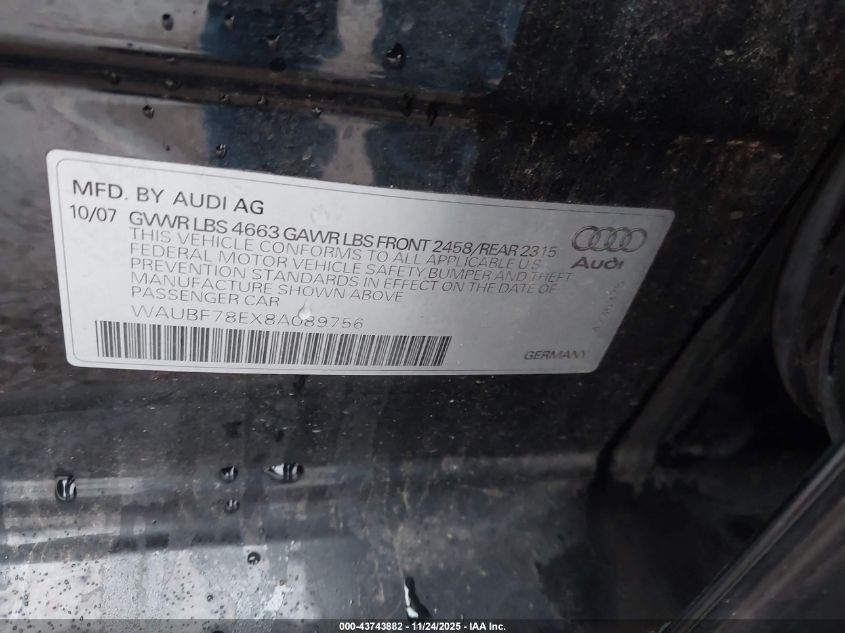 MFD. BY AUDI AG
10/07 GVWR LBS 4663 GAWR LBS FRONT 2458/REAR 2315
THIS VEHICLE CONFORMS TO ALL APPLICABLE U.S.
FEDERAL MOTOR VEHICLE SAFETY BUMPER AND THEFT
PREVENTION STANDARDS IN EFFECT ON THE DATE OF
MANUFACTURE SHOWN ABOVE
PASSENGER CAR
WAUBF78EX8A089756
Audi
GERMANY
000-43743882 - 11/24/2025 - IAA Inc.